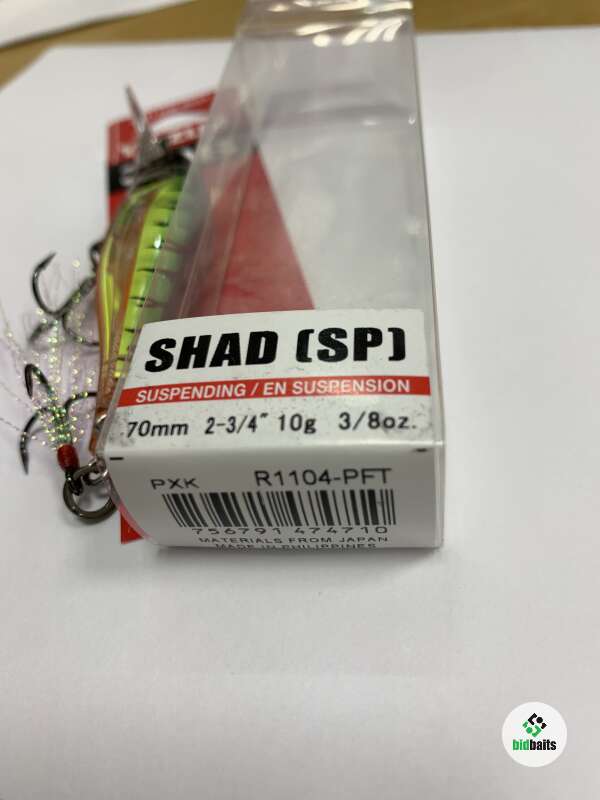 SHAD (SP)
SUSPENDING / EN SUSPENSION
70mm 2-3/4" 10g 3/8oz.
PXK R1104-PFT
756791 474710
MATERIALS FROM JAPAN
MADE IN PHILIPPINES
bidbaits